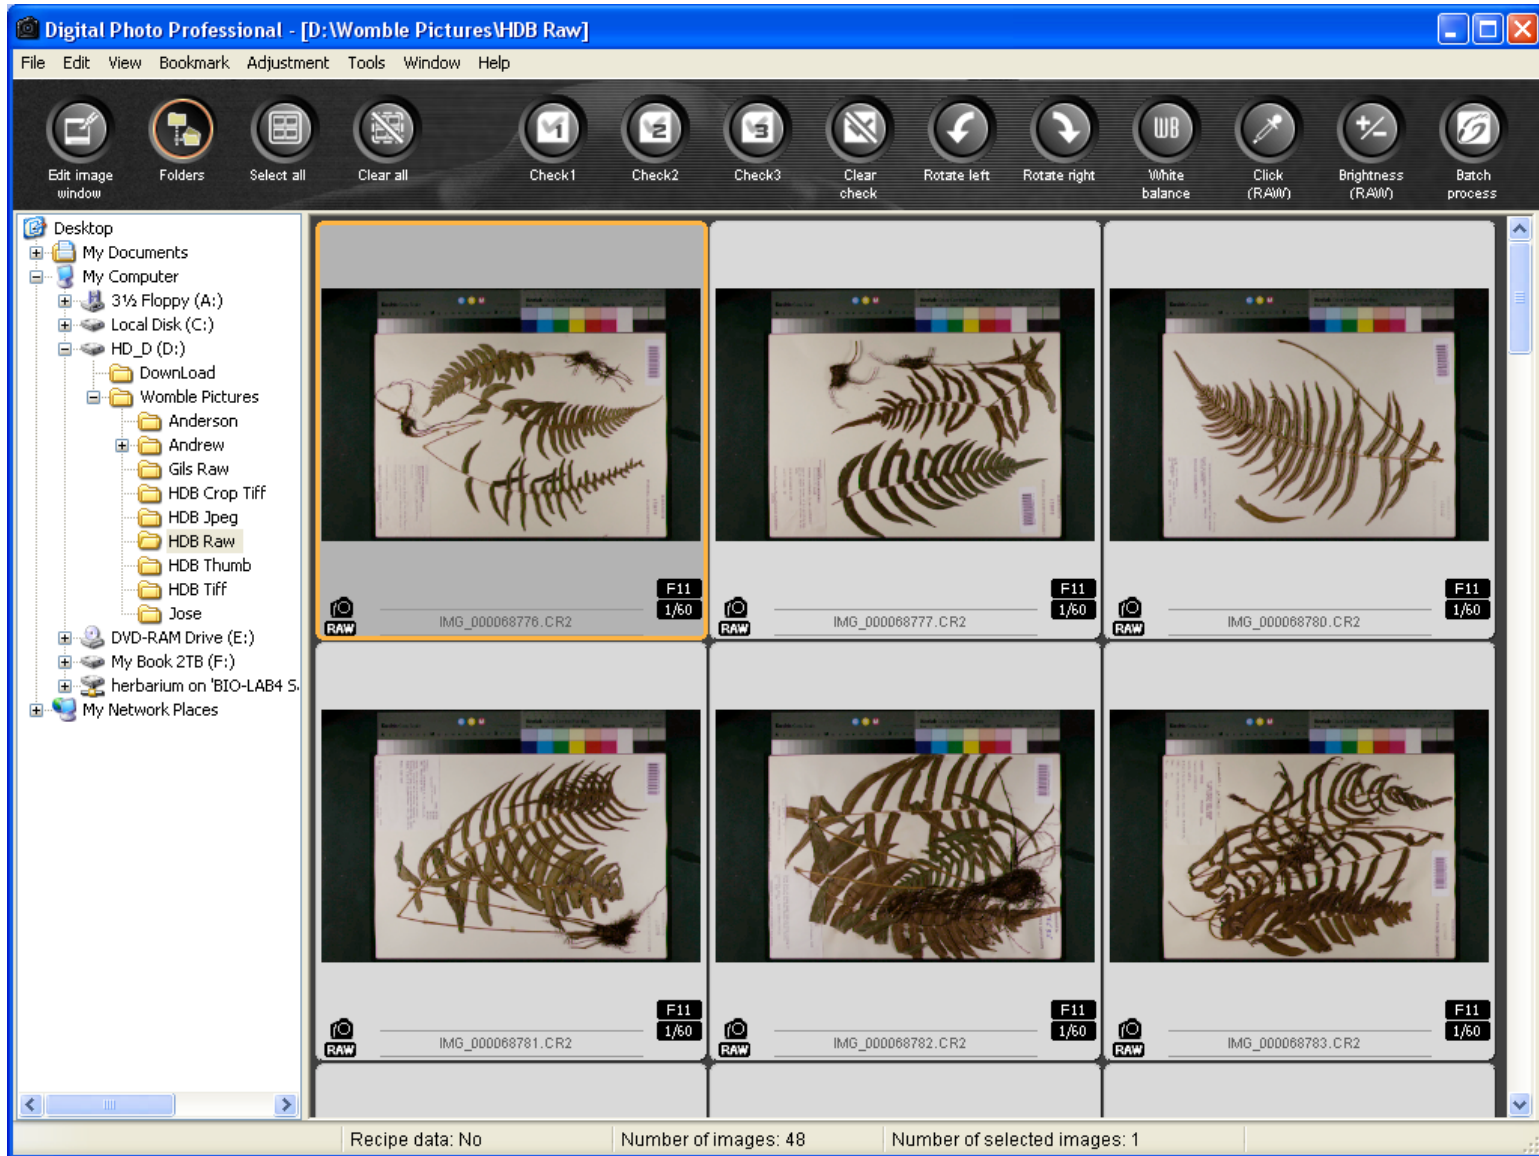 Digital Photo Professional - [D:\Womble Pictures\HDB Raw]
File Edit View Bookmark Adjustment Tools Window Help
Edit image window
Folders
Select all
Clear all
Check1
Check2
Check3
Clear check
Rotate left
Rotate right
WB
White balance
Click (RAW)
Brightness (RAW)
Batch process
Desktop
My Documents
My Computer
3½ Floppy (A:)
Local Disk (C:)
HD_D (D:)
DownLoad
Womble Pictures
Anderson
Andrew
Gils Raw
HDB Crop Tiff
HDB Jpeg
HDB Raw
HDB Thumb
HDB Tiff
Jose
DVD-RAM Drive (E:)
My Book 2TB (F:)
herbarium on 'BIO-LAB4 S
My Network Places
RAW
IMG_000068776.CR2
F11
1/60
RAW
IMG_000068777.CR2
F11
1/60
RAW
IMG_000068780.CR2
F11
1/60
RAW
IMG_000068781.CR2
F11
1/60
RAW
IMG_000068782.CR2
F11
1/60
RAW
IMG_000068783.CR2
F11
1/60
Recipe data: No
Number of images: 48
Number of selected images: 1